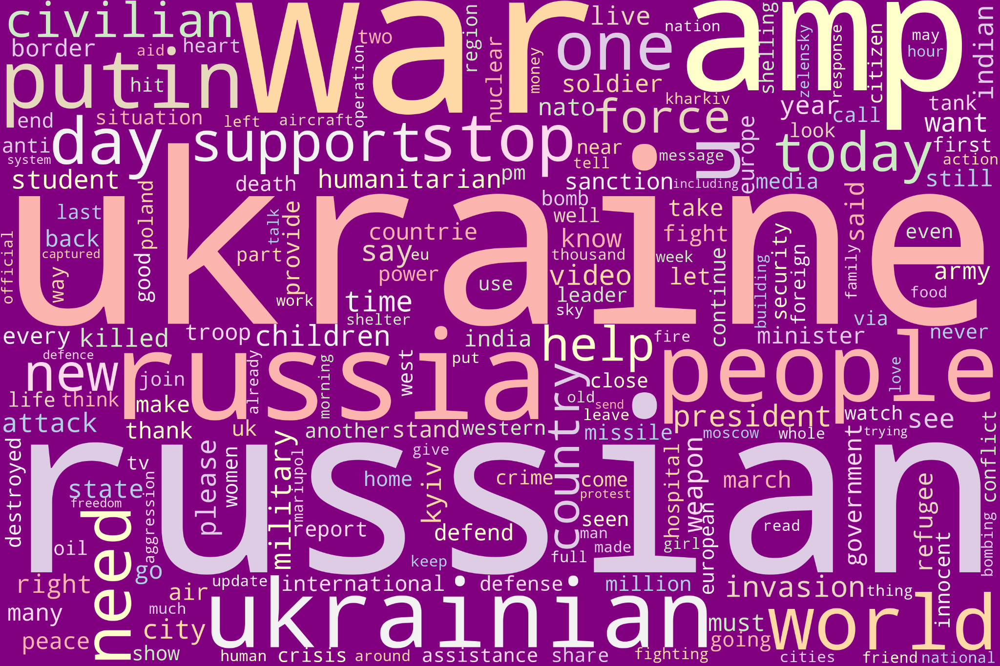 civilian
war
amp
live
nation
shelling
zelensky
response
citizen
may
hour
indian
border
aid
heart
two
region
one
putin
hit
operation
nuclear
money
soldier
kharkiv
end
situation
left
aircraft
nato
force
year
call
tank
want
look
anti
system
day
support
stop
near
tell
message
u
europe
today
first
action
student
death
humanitarian
pm
sanction
including
media
still
ukraine
last
back
captured
official
way
good
poland
talk
part
provide
work
countrie
say
eu
power
bomb
well
know
thousand
video
take
fight
week
let
continue
building
security
foreign
family
said
even
army
food
use
leader
sky
time
shelter
via
every
killed
troop
children
india
help
fire
minister
never
defence
new
russia
put
people
join
already
morning
west
country
close
old
send
leave
love
life
think
make
attack
thank
uk
another
stand
western
missile
president
moscow
whole
watch
trying
see
russian
destroyed
tv
state
freedom
aggression
please
women
military
mariupol
give
home
kyiv
crime
come
protest
hospital
weapon
march
government
refugee
conflict
need
oil
go
report
defend
seen
man
made
girl
european
read
innocent
bombing
right
air
update
keep
full
international
defense
million
invasion
thing
many
much
city
ukrainian
must
going
world
peace
show
human
crisis
around
assistance
share
fighting
cities
friend
national